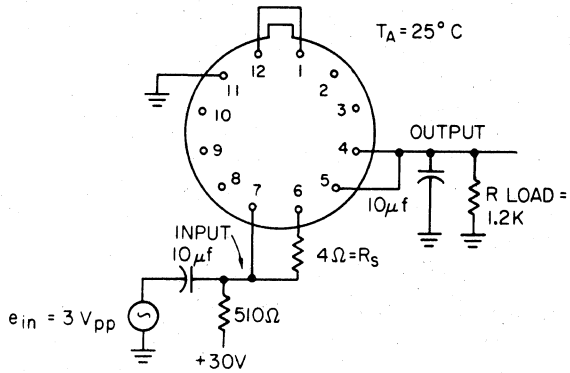 T_A = 25° C
12
1
2
11
3
10
OUTPUT
4
9
5
8
7
6
10μf
R LOAD =
1.2K
INPUT
10μf
4Ω=R_S
e_in = 3 V_pp
510Ω
+30V